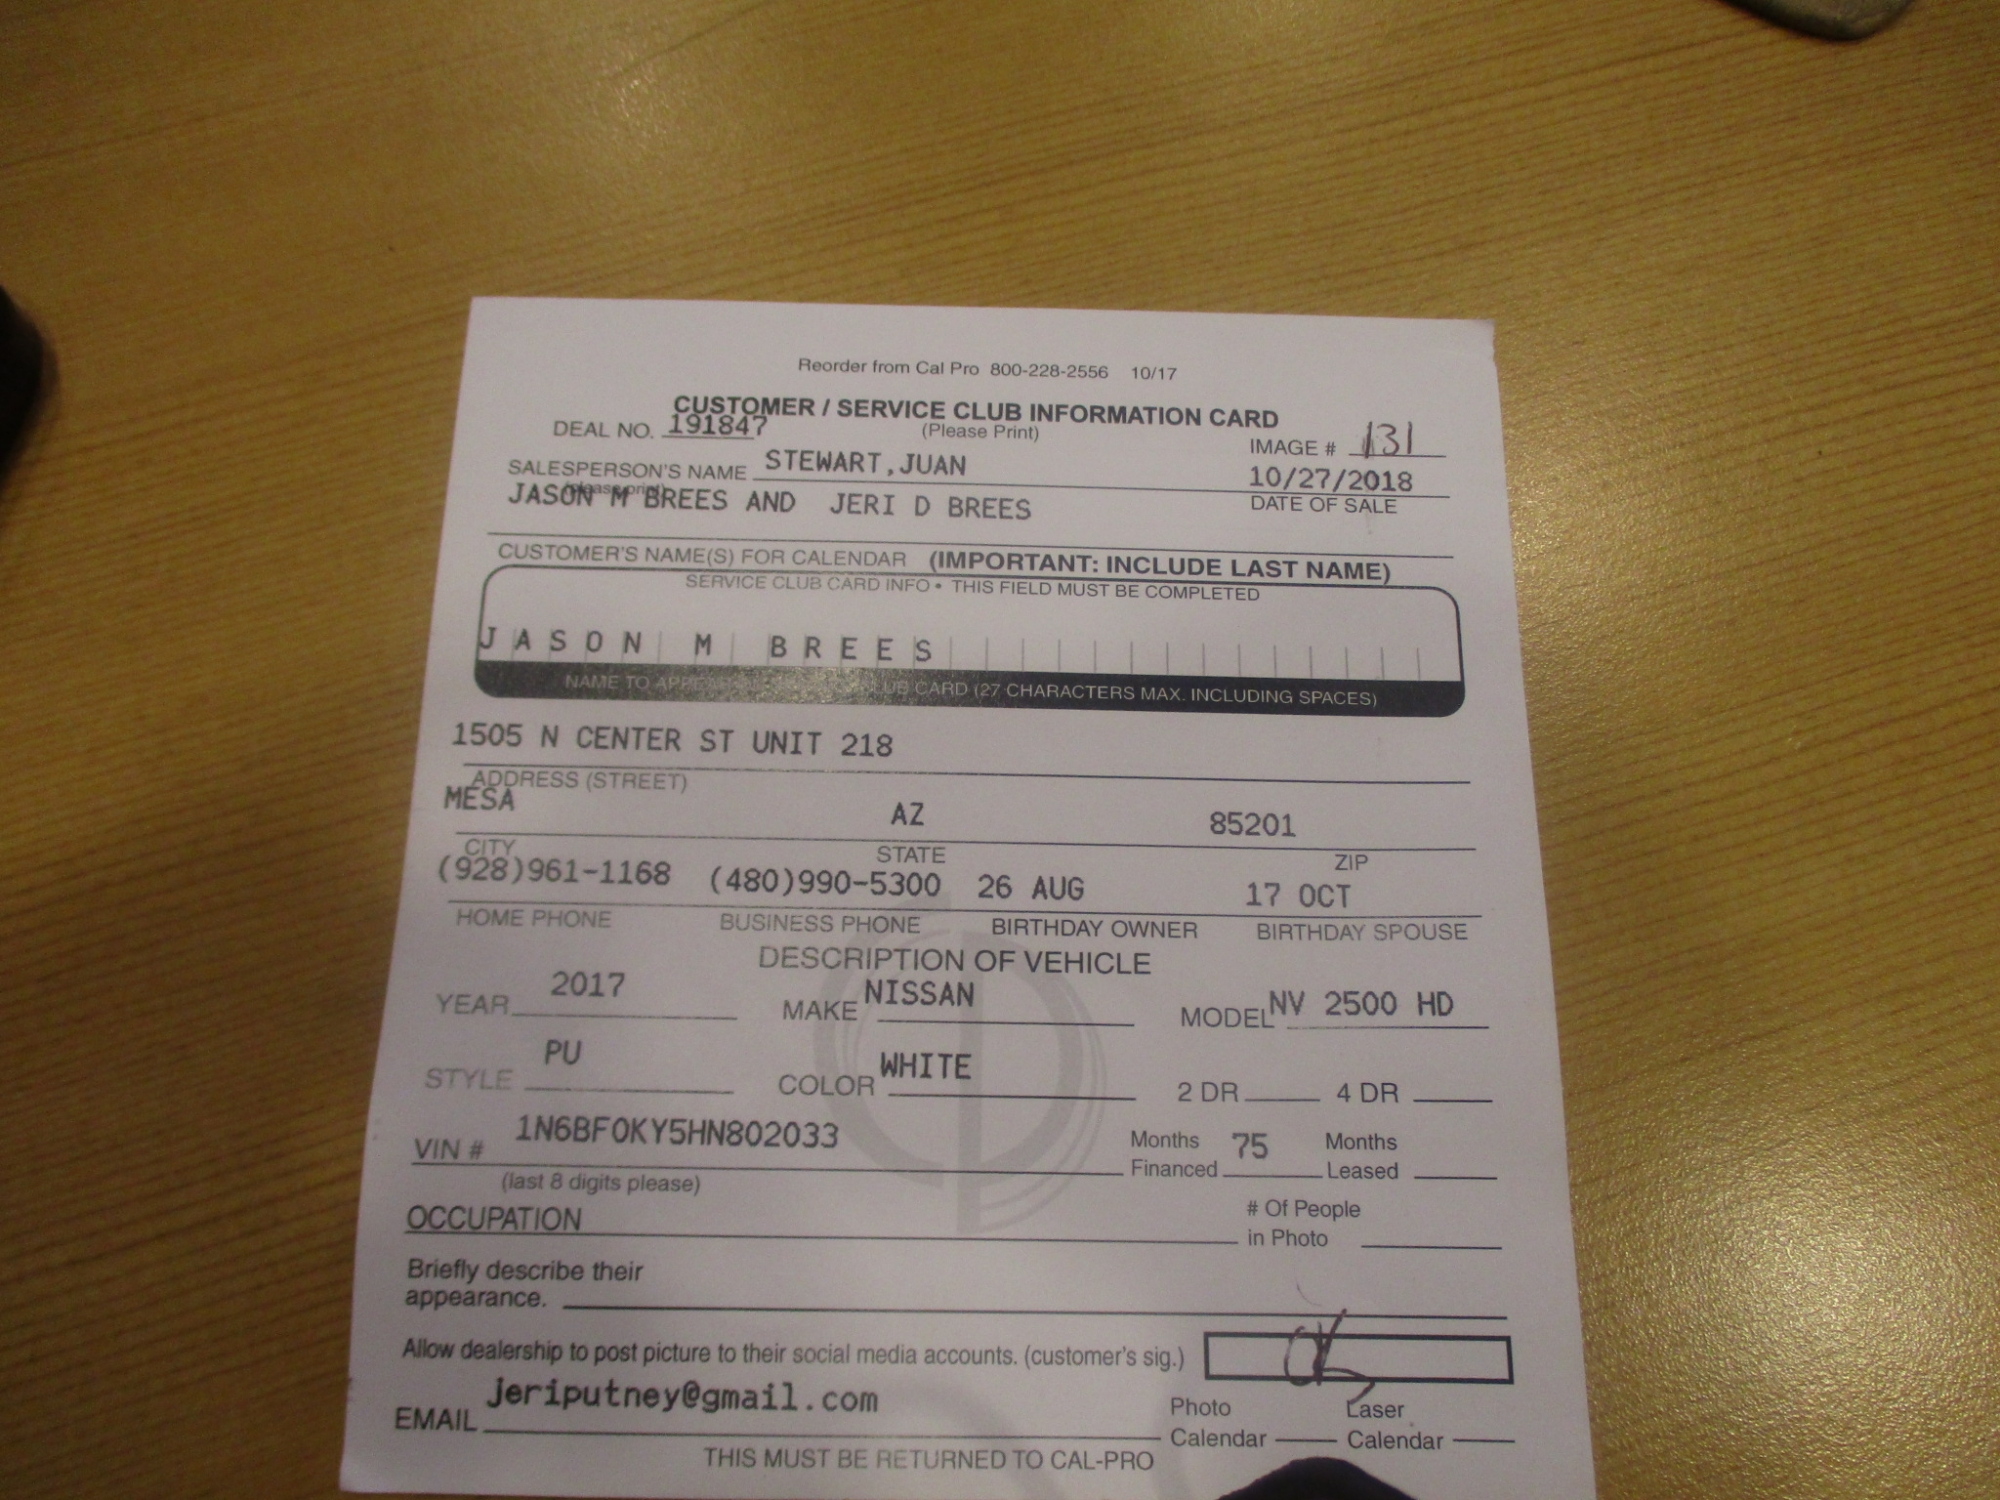 Reorder from Cal Pro 800-228-2556 10/17
CUSTOMER / SERVICE CLUB INFORMATION CARD
DEAL NO. 191847 (Please Print) IMAGE # 131
SALESPERSON'S NAME STEWART,JUAN 10/27/2018
(please print) DATE OF SALE
JASON M BREES AND JERI D BREES
CUSTOMER'S NAME(S) FOR CALENDAR (IMPORTANT: INCLUDE LAST NAME)
SERVICE CLUB CARD INFO • THIS FIELD MUST BE COMPLETED
JASON M BREES
NAME TO CLUB CARD (27 CHARACTERS MAX. INCLUDING SPACES)
1505 N CENTER ST UNIT 218
ADDRESS (STREET)
MESA AZ 85201
CITY STATE ZIP
(928)961-1168 (480)990-5300 26 AUG 17 OCT
HOME PHONE BUSINESS PHONE BIRTHDAY OWNER BIRTHDAY SPOUSE
DESCRIPTION OF VEHICLE
YEAR 2017 MAKE NISSAN MODEL NV 2500 HD
STYLE PU COLOR WHITE 2 DR 4 DR
VIN # 1N6BF0KY5HN802033 Months Financed 75 Months Leased
(last 8 digits please)
OCCUPATION # Of People in Photo
Briefly describe their
appearance.
Allow dealership to post picture to their social media accounts. (customer's sig.) OK
EMAIL jeriputney@gmail.com Photo Calendar Laser Calendar
THIS MUST BE RETURNED TO CAL-PRO